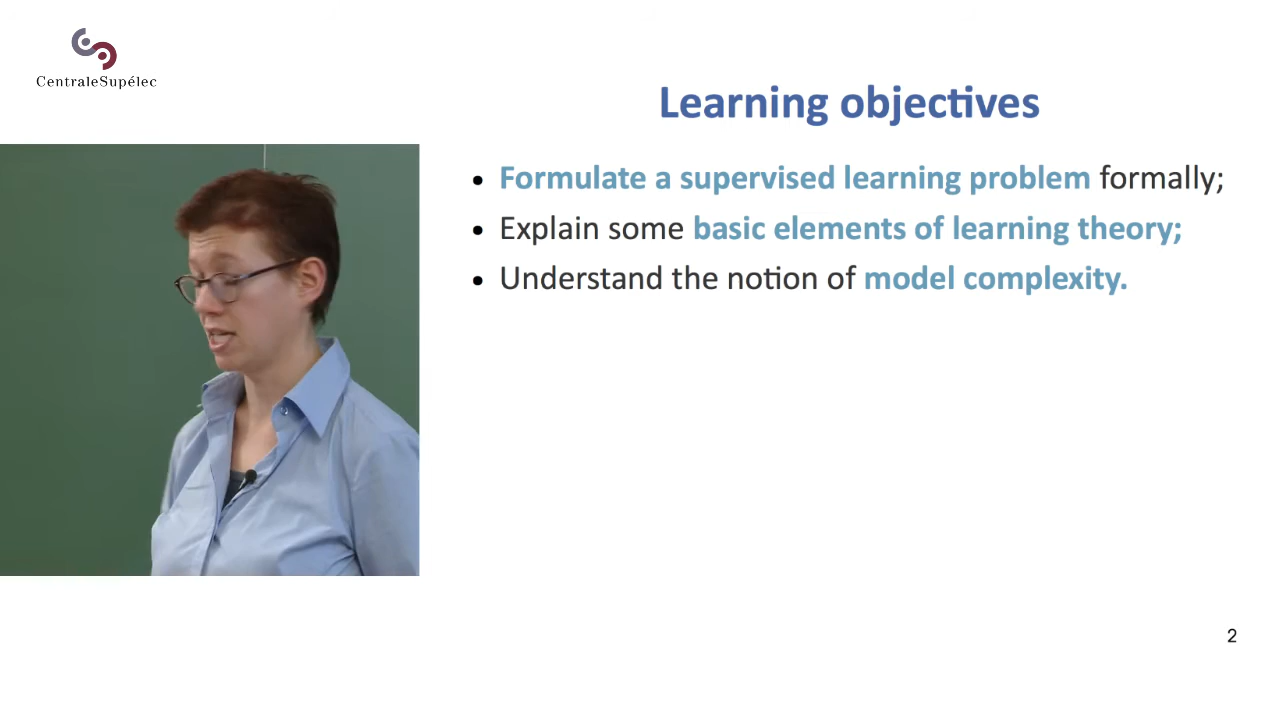 CentraleSupélec
Learning objectives
• Formulate a supervised learning problem formally;
• Explain some basic elements of learning theory;
• Understand the notion of model complexity.
2